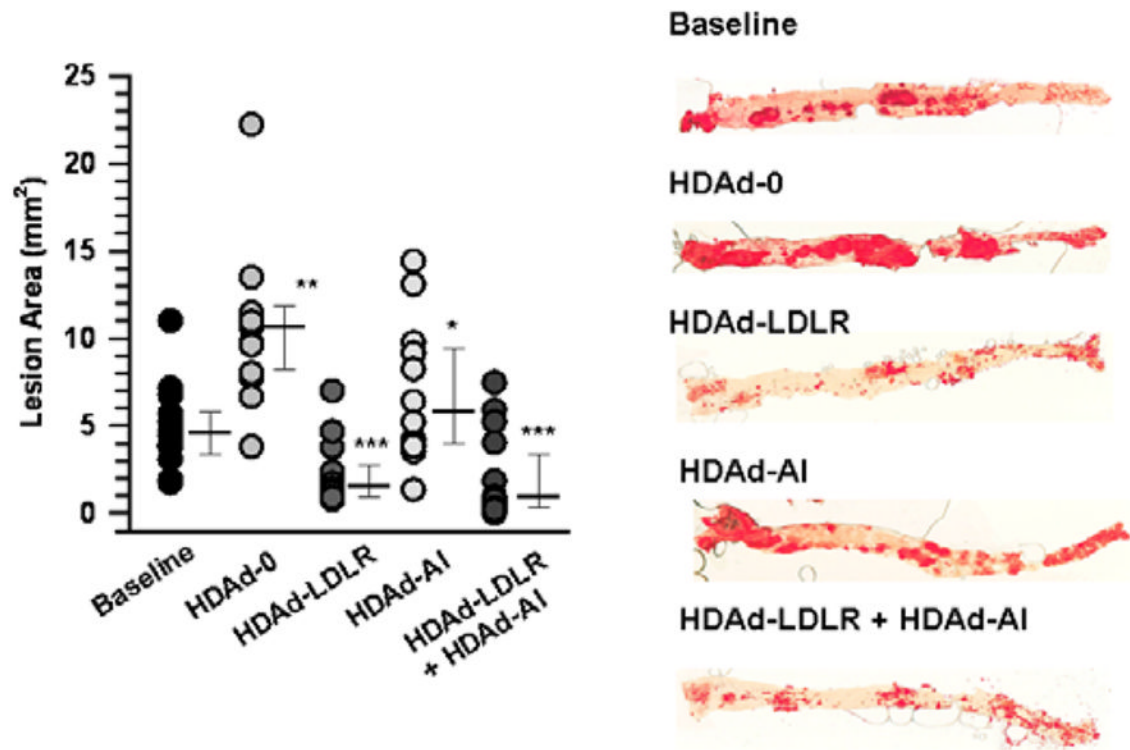 Lesion Area (mm²)
25
20
15
10
5
0
**
***
*
***
Baseline
HDAd-0
HDAd-LDLR
HDAd-AI
HDAd-LDLR
+ HDAd-AI
Baseline
HDAd-0
HDAd-LDLR
HDAd-AI
HDAd-LDLR + HDAd-AI